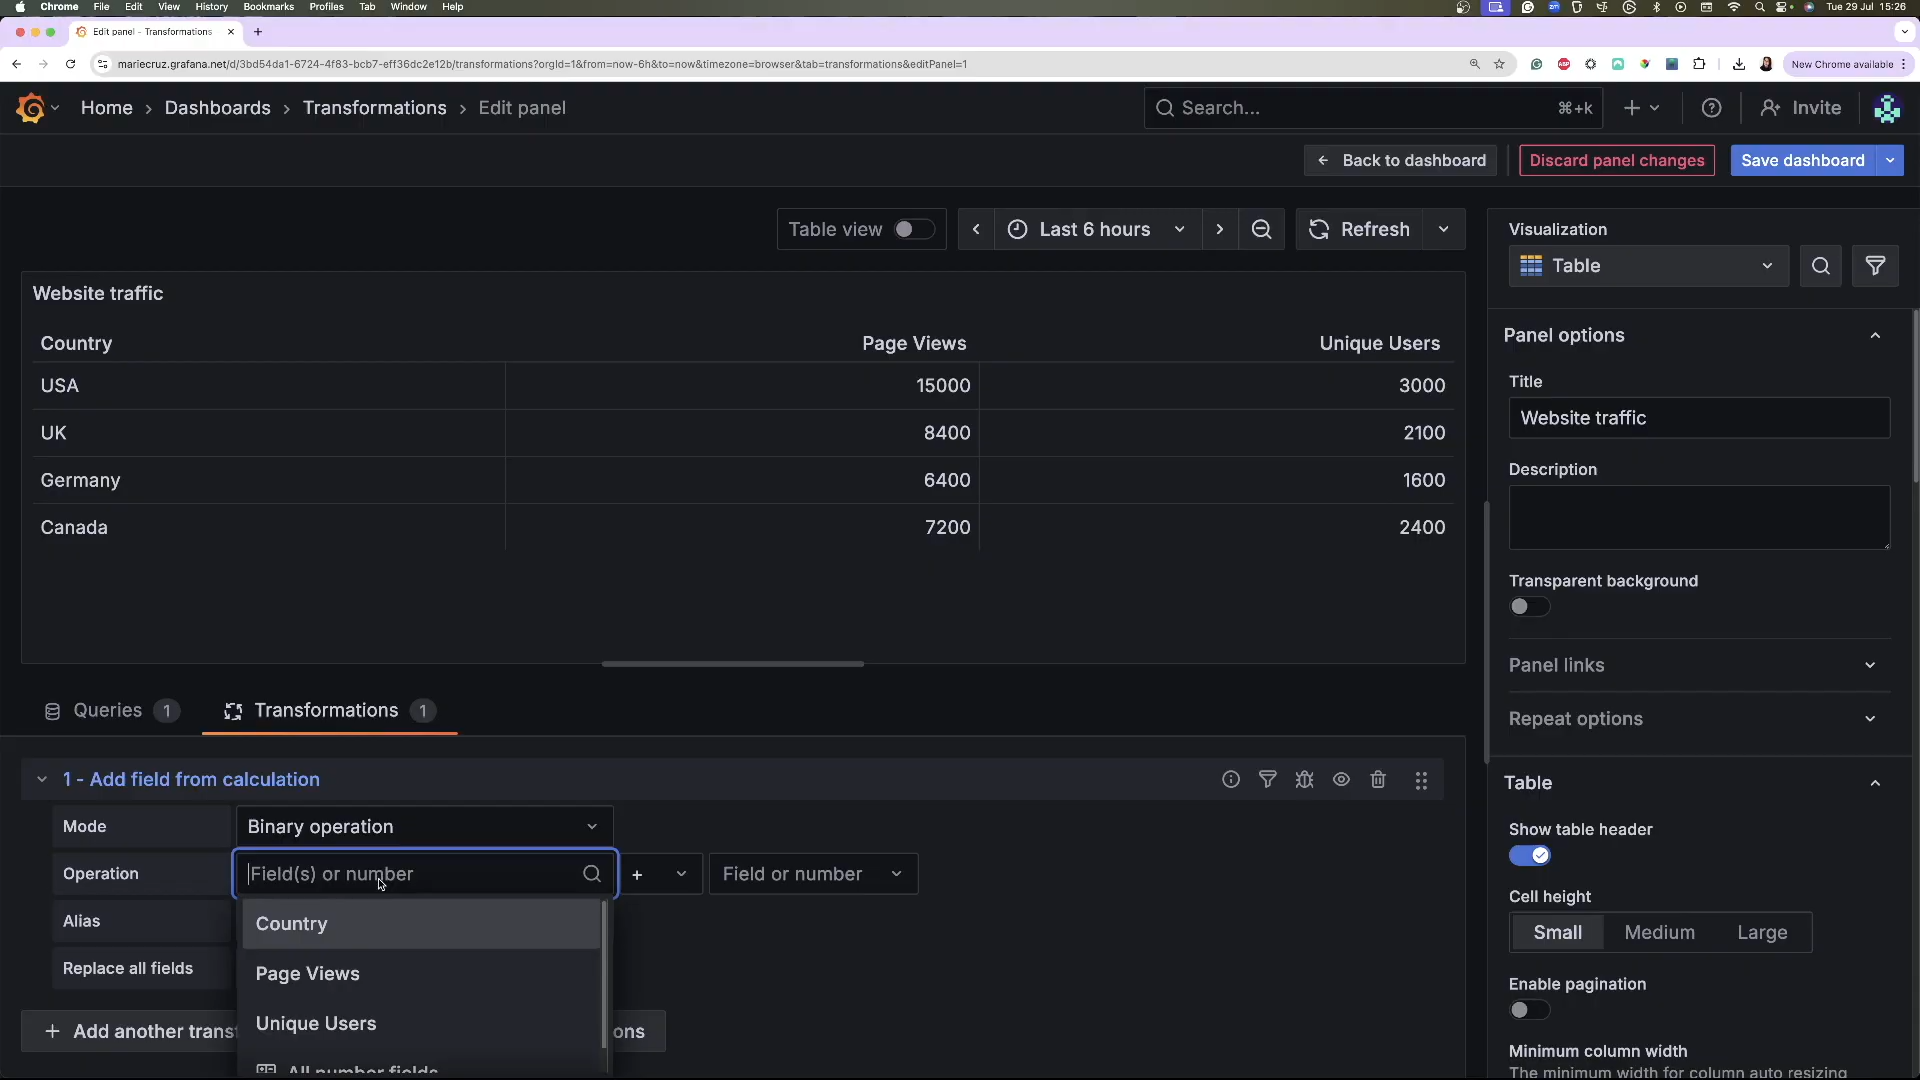 Chrome File Edit View History Bookmarks Profiles Tab Window Help
Tue 29 Jul 15:26
Edit panel - Transformations
mariecruz.grafana.net/d/3bd54da1-6724-4f83-bcb7-eff36dc2e12b/transformations?orgId=1&from=now-6h&to=now&timezone=browser&tab=transformations&editPanel=1
New Chrome available
Home › Dashboards › Transformations › Edit panel
Search... ⌘+k
Invite
Back to dashboard
Discard panel changes
Save dashboard
Table view
Last 6 hours
Refresh
Website traffic
Country Page Views Unique Users
USA 15000 3000
UK 8400 2100
Germany 6400 1600
Canada 7200 2400
Queries 1
Transformations 1
1 - Add field from calculation
Mode Binary operation
Operation Field(s) or number + Field or number
Alias
Replace all fields
Country
Page Views
Unique Users
All number fields
+ Add another transf
ons
Visualization
Table
Panel options
Title
Website traffic
Description
Transparent background
Panel links
Repeat options
Table
Show table header
Cell height
Small Medium Large
Enable pagination
Minimum column width
The minimum width for column auto resizing